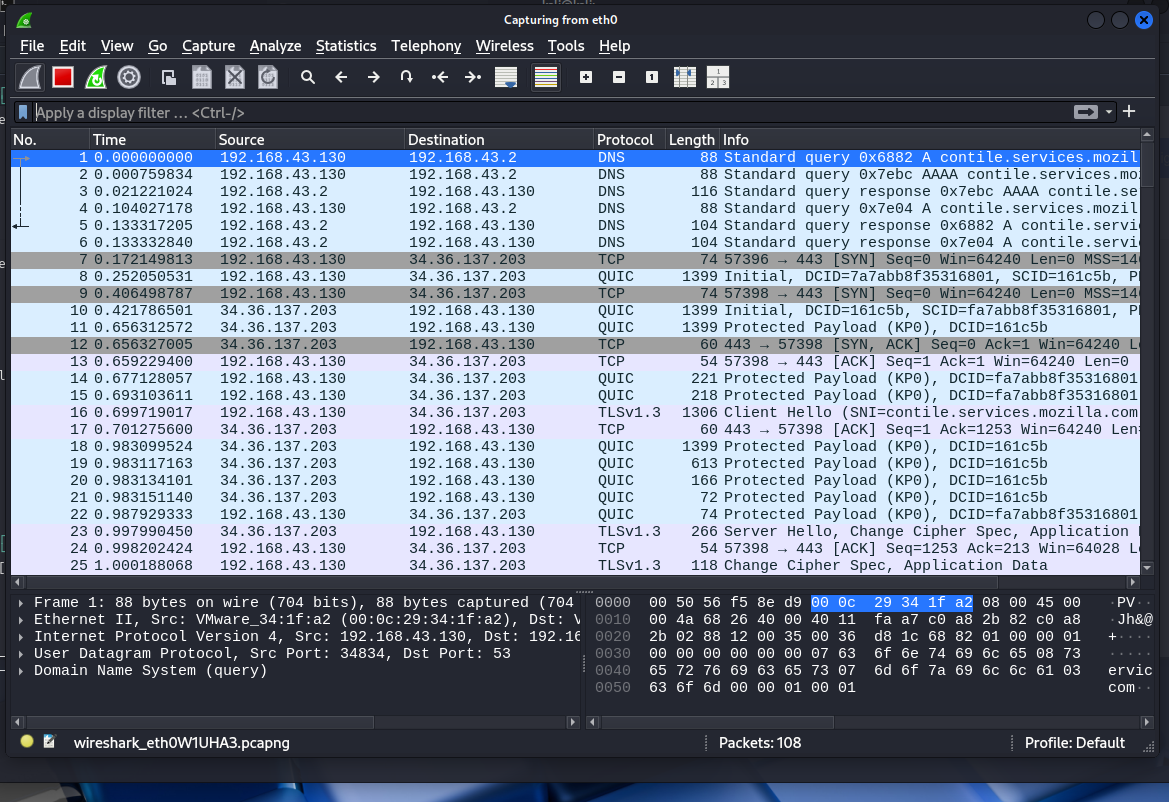 Capturing from eth0
File Edit View Go Capture Analyze Statistics Telephony Wireless Tools Help
Apply a display filter … <Ctrl-/>
No. Time Source Destination Protocol Length Info
1 0.000000000 192.168.43.130 192.168.43.2 DNS 88 Standard query 0x6882 A contile.services.mozil
2 0.000759834 192.168.43.130 192.168.43.2 DNS 88 Standard query 0x7ebc AAAA contile.services.mo
3 0.021221024 192.168.43.2 192.168.43.130 DNS 116 Standard query response 0x7ebc AAAA contile.se
4 0.104027178 192.168.43.130 192.168.43.2 DNS 88 Standard query 0x7e04 A contile.services.mozil
5 0.133317205 192.168.43.2 192.168.43.130 DNS 104 Standard query response 0x6882 A contile.servi
6 0.133332840 192.168.43.2 192.168.43.130 DNS 104 Standard query response 0x7e04 A contile.servi
7 0.172149813 192.168.43.130 34.36.137.203 TCP 74 57396 → 443 [SYN] Seq=0 Win=64240 Len=0 MSS=146
8 0.252050531 192.168.43.130 34.36.137.203 QUIC 1399 Initial, DCID=7a7abb8f35316801, SCID=161c5b, P
9 0.406498787 192.168.43.130 34.36.137.203 TCP 74 57398 → 443 [SYN] Seq=0 Win=64240 Len=0 MSS=146
10 0.421786501 34.36.137.203 192.168.43.130 QUIC 1399 Initial, DCID=161c5b, SCID=fa7abb8f35316801, P
11 0.656312572 34.36.137.203 192.168.43.130 QUIC 1399 Protected Payload (KP0), DCID=161c5b
12 0.656327005 34.36.137.203 192.168.43.130 TCP 60 443 → 57398 [SYN, ACK] Seq=0 Ack=1 Win=64240 L
13 0.659229400 192.168.43.130 34.36.137.203 TCP 54 57398 → 443 [ACK] Seq=1 Ack=1 Win=64240 Len=0
14 0.677128057 192.168.43.130 34.36.137.203 QUIC 221 Protected Payload (KP0), DCID=fa7abb8f35316801
15 0.693103611 192.168.43.130 34.36.137.203 QUIC 218 Protected Payload (KP0), DCID=fa7abb8f35316801
16 0.699719017 192.168.43.130 34.36.137.203 TLSv1.3 1306 Client Hello (SNI=contile.services.mozilla.com
17 0.701275600 34.36.137.203 192.168.43.130 TCP 60 443 → 57398 [ACK] Seq=1 Ack=1253 Win=64240 Len=
18 0.983099524 34.36.137.203 192.168.43.130 QUIC 1399 Protected Payload (KP0), DCID=161c5b
19 0.983117163 34.36.137.203 192.168.43.130 QUIC 613 Protected Payload (KP0), DCID=161c5b
20 0.983134101 34.36.137.203 192.168.43.130 QUIC 166 Protected Payload (KP0), DCID=161c5b
21 0.983151140 34.36.137.203 192.168.43.130 QUIC 72 Protected Payload (KP0), DCID=161c5b
22 0.987929333 192.168.43.130 34.36.137.203 QUIC 74 Protected Payload (KP0), DCID=fa7abb8f35316801
23 0.997990450 34.36.137.203 192.168.43.130 TLSv1.3 266 Server Hello, Change Cipher Spec, Application
24 0.998202424 192.168.43.130 34.36.137.203 TCP 54 57398 → 443 [ACK] Seq=1253 Ack=213 Win=64028 L
25 1.000188068 192.168.43.130 34.36.137.203 TLSv1.3 118 Change Cipher Spec, Application Data
Frame 1: 88 bytes on wire (704 bits), 88 bytes captured (704
Ethernet II, Src: VMware_34:1f:a2 (00:0c:29:34:1f:a2), Dst: V
Internet Protocol Version 4, Src: 192.168.43.130, Dst: 192.16
User Datagram Protocol, Src Port: 34834, Dst Port: 53
Domain Name System (query)
0000 00 50 56 f5 8e d9 00 0c 29 34 1f a2 08 00 45 00 ·PV··
0010 00 4a 68 26 40 00 40 11 fa a7 c0 a8 2b 82 c0 a8 ·Jh&@
0020 2b 02 88 12 00 35 00 36 d8 1c 68 82 01 00 00 01 +····
0030 00 00 00 00 00 00 07 63 6f 6e 74 69 6c 65 08 73 ·····
0040 65 72 76 69 63 65 73 07 6d 6f 7a 69 6c 6c 61 03 ervic
0050 63 6f 6d 00 00 01 00 01 com··
wireshark_eth0W1UHA3.pcapng Packets: 108 Profile: Default